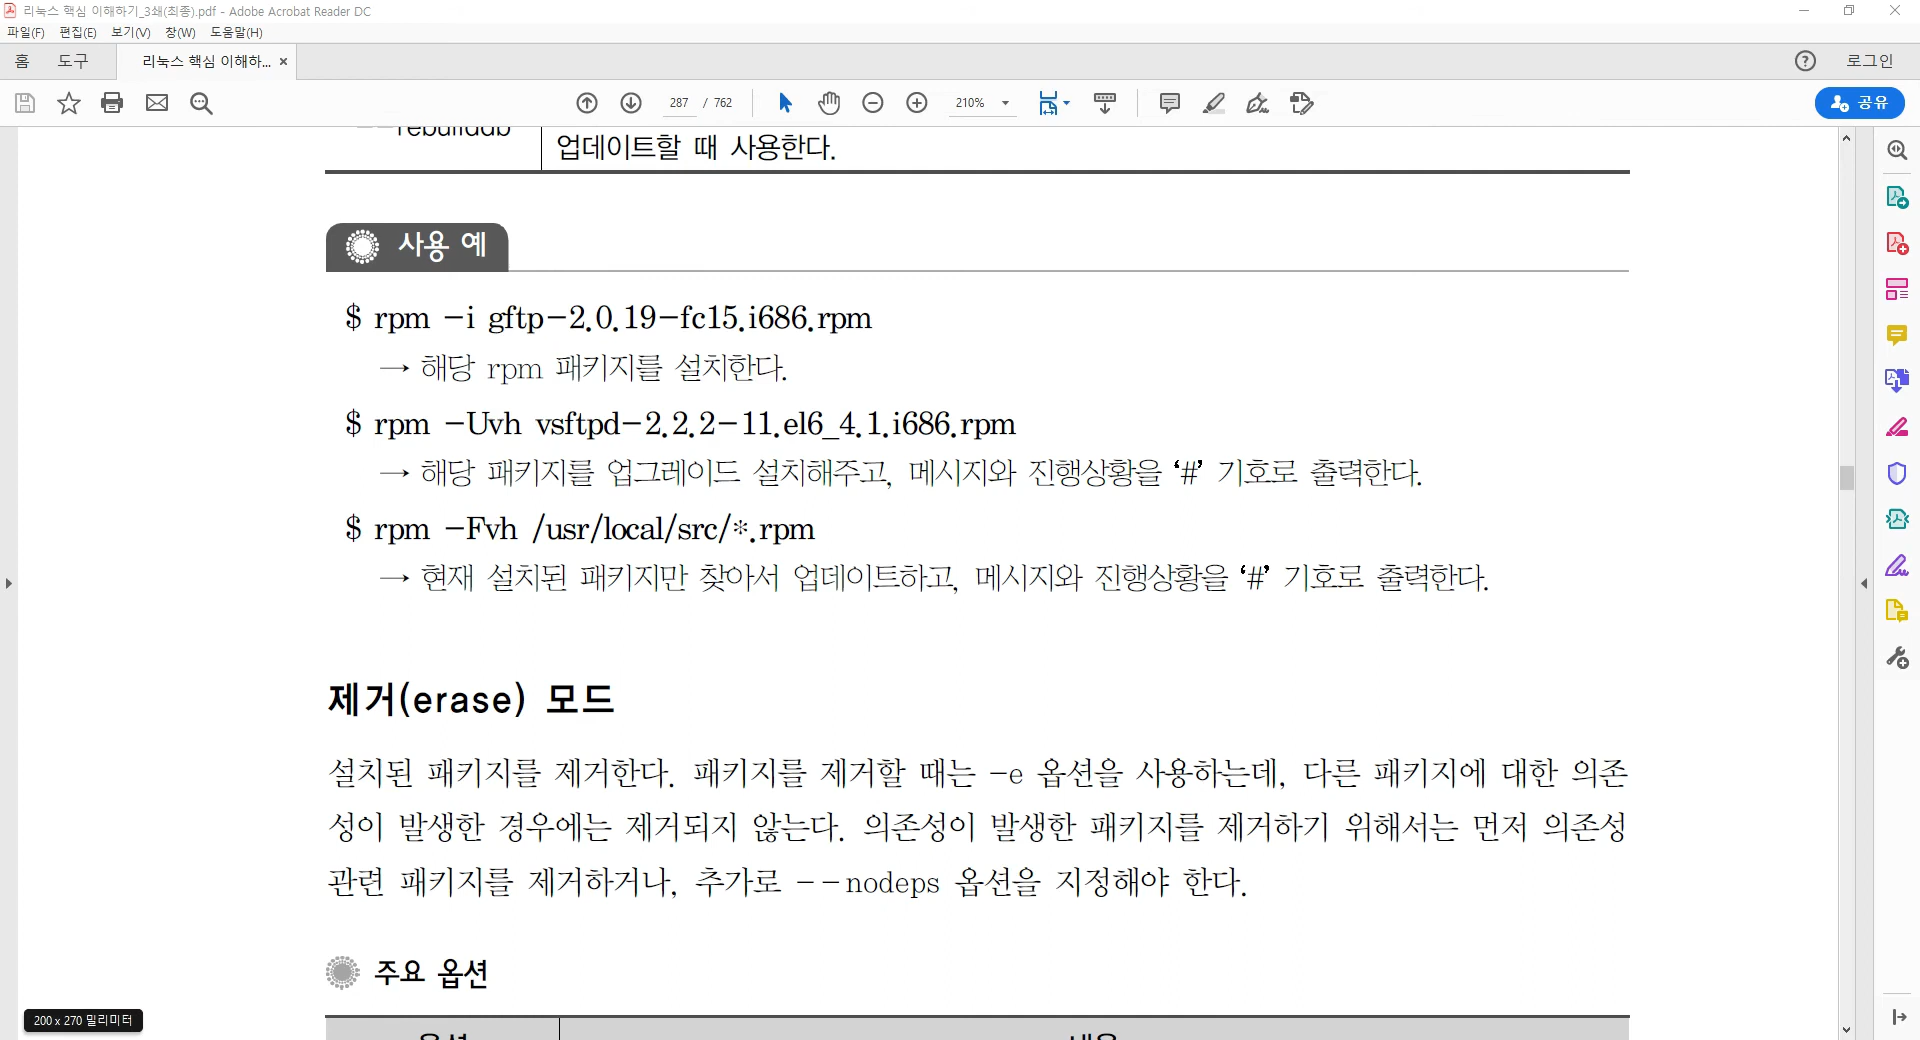 리눅스 핵심 이해하기_3쇄(최종).pdf - Adobe Acrobat Reader DC
파일(F) 편집(E) 보기(V) 창(W) 도움말(H)
홈 도구 리눅스 핵심 이해하... × 로그인
287 / 762 210% 공유
--rebuilddb
업데이트할 때 사용한다.
사용 예
$ rpm -i gftp-2.0.19-fc15.i686.rpm
→ 해당 rpm 패키지를 설치한다.
$ rpm -Uvh vsftpd-2.2.2-11.el6_4.1.i686.rpm
→ 해당 패키지를 업그레이드 설치해주고, 메시지와 진행상황을 ‘#’ 기호로 출력한다.
$ rpm -Fvh /usr/local/src/*.rpm
→ 현재 설치된 패키지만 찾아서 업데이트하고, 메시지와 진행상황을 ‘#’ 기호로 출력한다.
제거(erase) 모드
설치된 패키지를 제거한다. 패키지를 제거할 때는 -e 옵션을 사용하는데, 다른 패키지에 대한 의존
성이 발생한 경우에는 제거되지 않는다. 의존성이 발생한 패키지를 제거하기 위해서는 먼저 의존성
관련 패키지를 제거하거나, 추가로 --nodeps 옵션을 지정해야 한다.
주요 옵션
옵션 내용
200 x 270 밀리미터